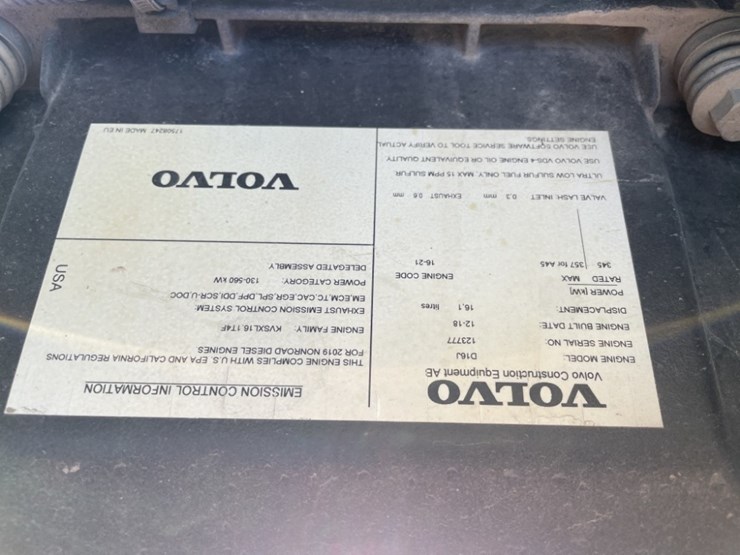 VOLVO
Volvo Construction Equipment AB
ENGINE MODEL: D16J
ENGINE SERIAL NO: 123777
ENGINE BUILT DATE: 12-18
DISPLACEMENT: 16.1 litres
POWER [kW]
RATED MAX ENGINE CODE
345 357 for A45 16-21
VALVE LASH: INLET 0.3 mm EXHAUST 0.6 mm
ULTRA LOW SULFUR FUEL ONLY, MAX 15 PPM SULFUR
USE VOLVO VDS-4 ENGINE OIL OR EQUIVALENT QUALITY
USE VOLVO SOFTWARE SERVICE TOOL TO VERIFY ACTUAL
ENGINE SETTINGS
EMISSION CONTROL INFORMATION
THIS ENGINE COMPLIES WITH U.S. EPA AND CALIFORNIA REGULATIONS
FOR 2019 NONROAD DIESEL ENGINES
ENGINE FAMILY: KVSXL16.1T4F
EXHAUST EMISSION CONTROL SYSTEM:
EM,ECM,TC,CAC,EGR,SPL,DPF,DDI,SCR-U,DOC
POWER CATEGORY: 130-560 kW
DELEGATED ASSEMBLY
USA
VOLVO
MADE IN EU